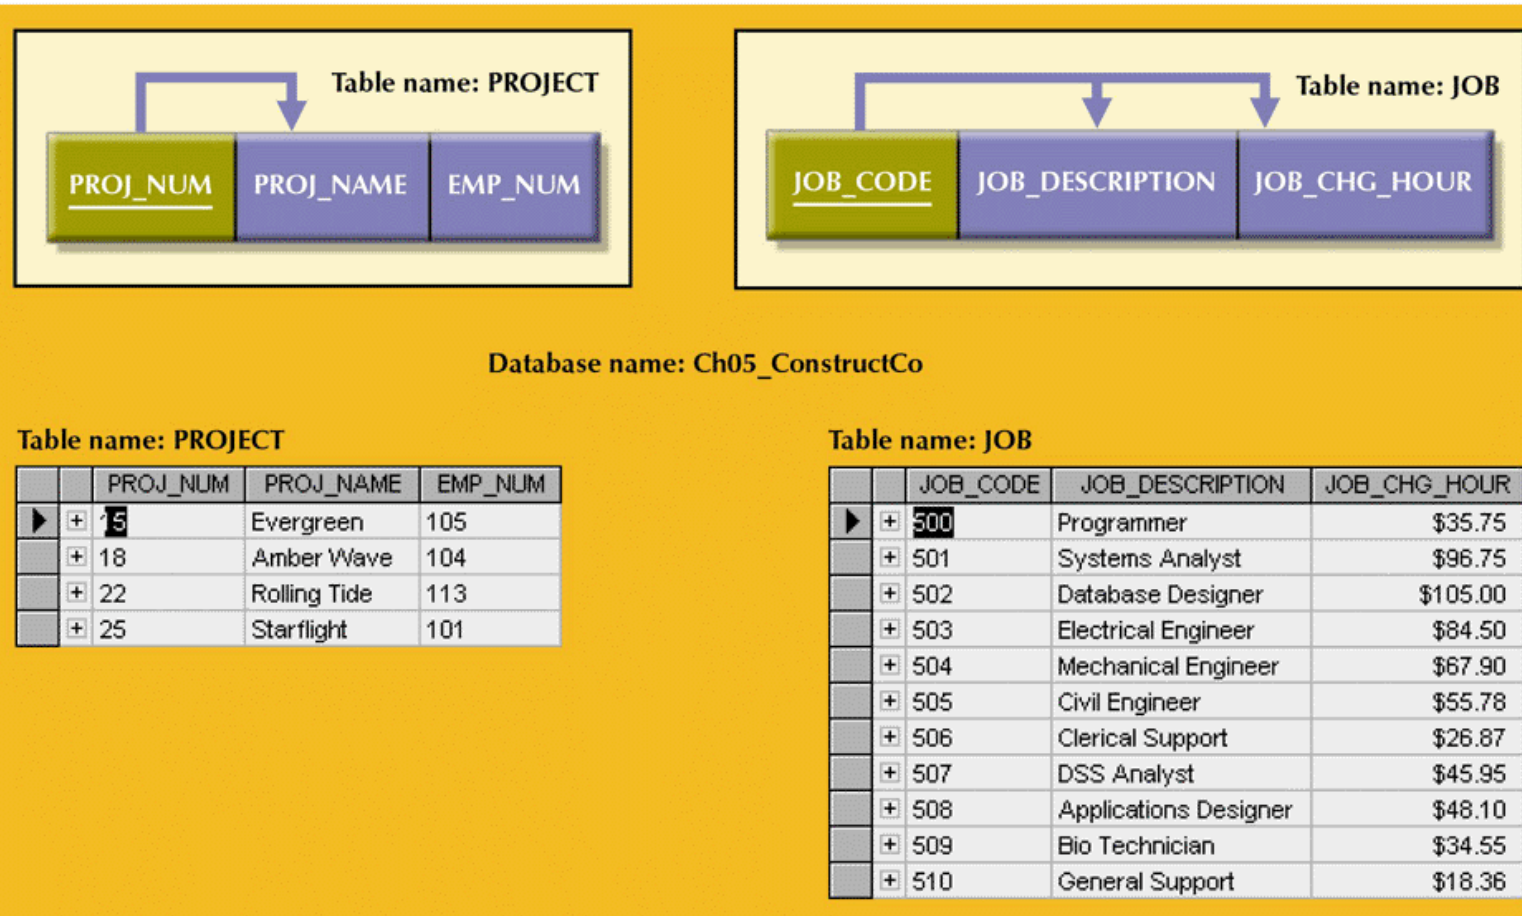 Table name: PROJECT
PROJ_NUM PROJ_NAME EMP_NUM
Table name: JOB
JOB_CODE JOB_DESCRIPTION JOB_CHG_HOUR
Database name: Ch05_ConstructCo
Table name: PROJECT
PROJ_NUM PROJ_NAME EMP_NUM
15 Evergreen 105
18 Amber Wave 104
22 Rolling Tide 113
25 Starflight 101
Table name: JOB
JOB_CODE JOB_DESCRIPTION JOB_CHG_HOUR
500 Programmer $35.75
501 Systems Analyst $96.75
502 Database Designer $105.00
503 Electrical Engineer $84.50
504 Mechanical Engineer $67.90
505 Civil Engineer $55.78
506 Clerical Support $26.87
507 DSS Analyst $45.95
508 Applications Designer $48.10
509 Bio Technician $34.55
510 General Support $18.36